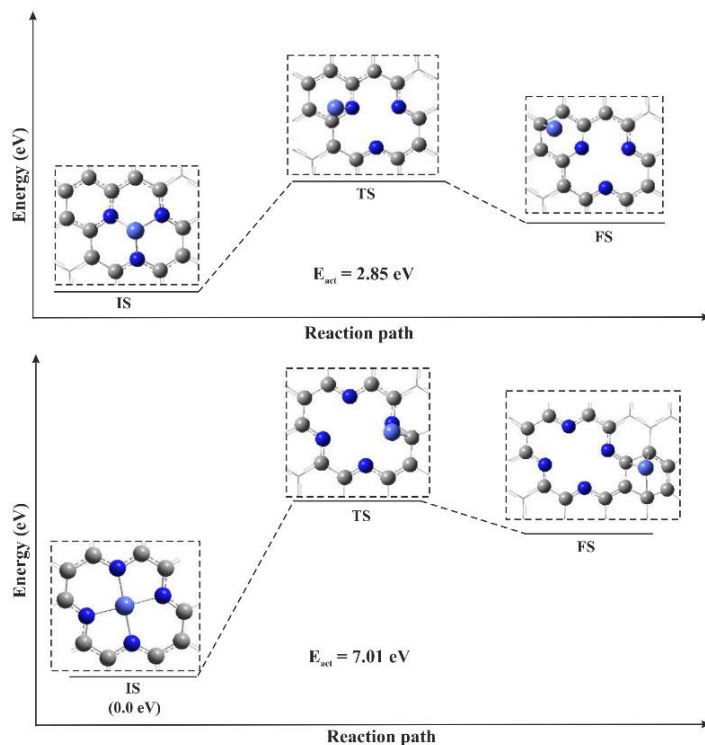 Energy (eV)
TS
FS
IS
E_act = 2.85 eV
Reaction path
Energy (eV)
TS
FS
IS
(0.0 eV)
E_act = 7.01 eV
Reaction path